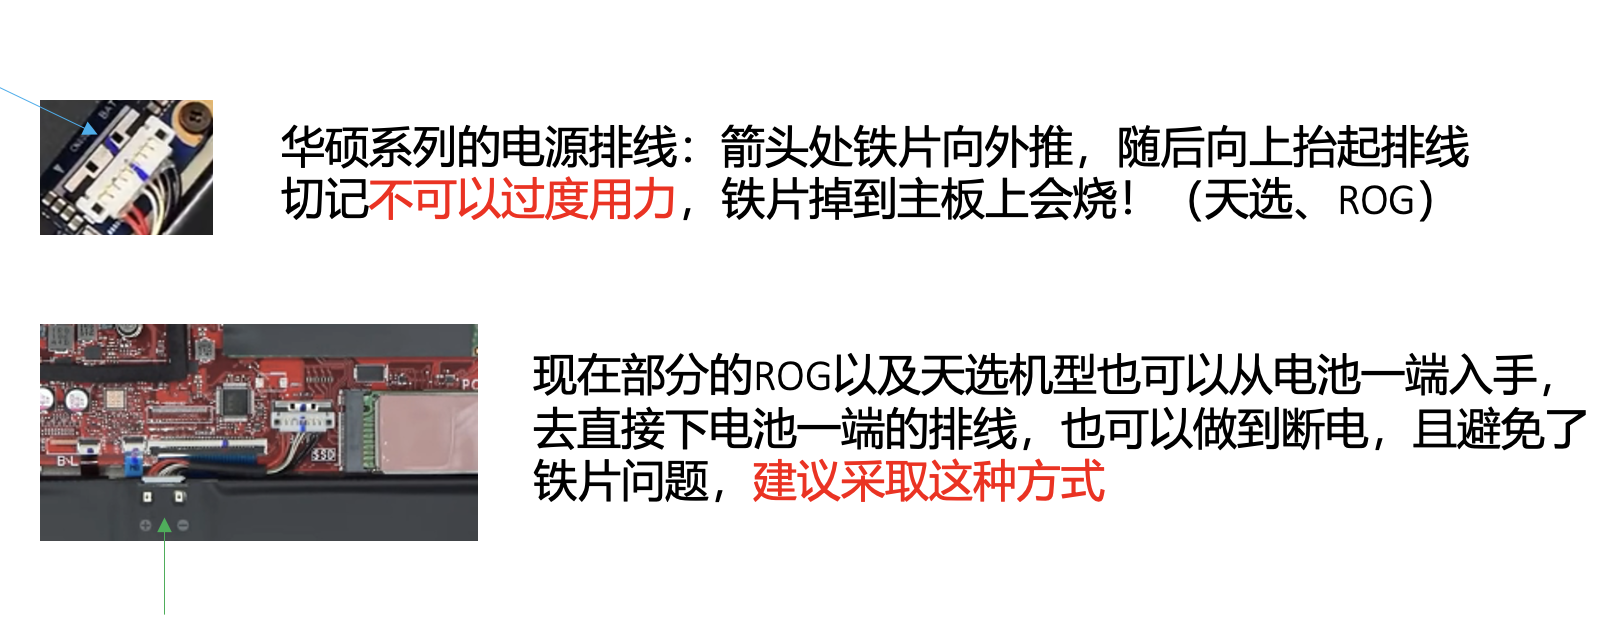 BAT
华硕系列的电源排线：箭头处铁片向外推，随后向上抬起排线
切记不可以过度用力，铁片掉到主板上会烧！（天选、ROG）
现在部分的ROG以及天选机型也可以从电池一端入手，
去直接下电池一端的排线，也可以做到断电，且避免了
铁片问题，建议采取这种方式
PC
SSD